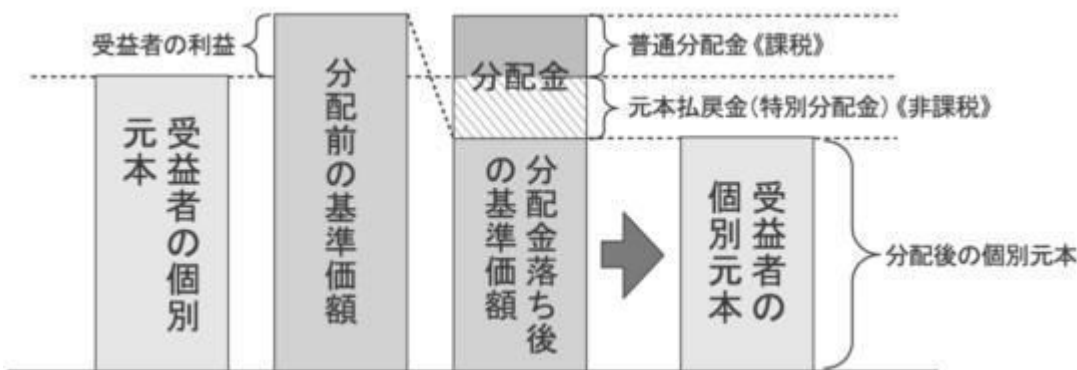 受益者の利益
受益者の個別
元本
分配前の基準価額
分配金
分配金落ち後
の基準価額
普通分配金《課税》
元本払戻金(特別分配金)《非課税》
受益者の
個別元本
分配後の個別元本